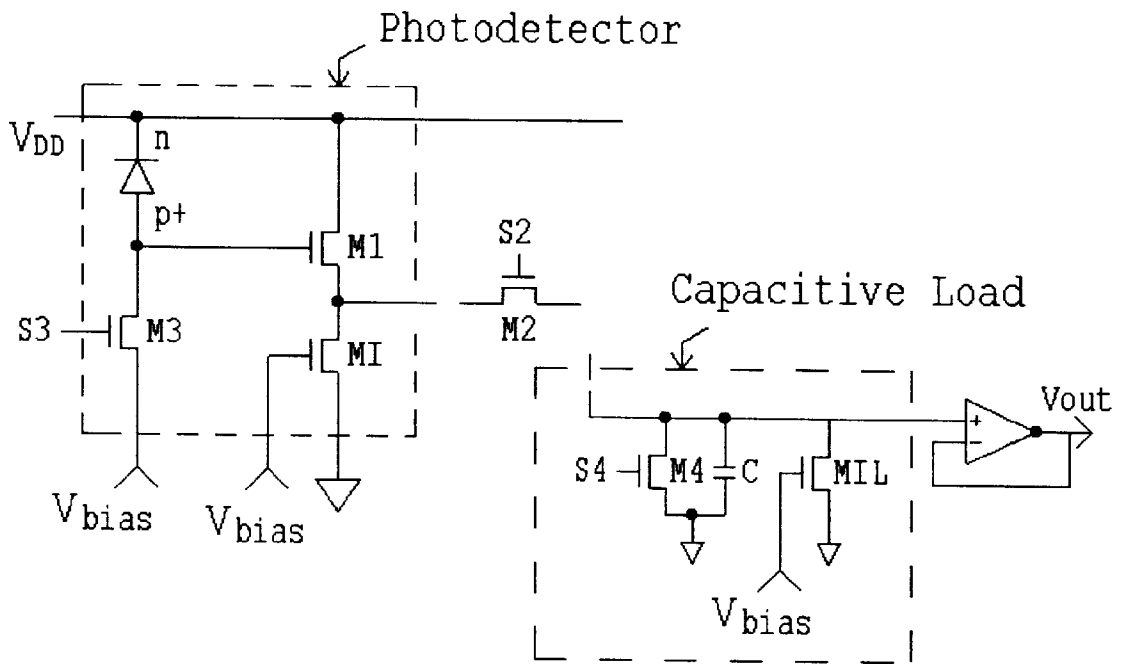 Photodetector
VDD
n
p+
M1
S2
Capacitive Load
S3
M3
MI
M2
Vout
+
−
S4
M4
C
MIL
Vbias
Vbias
Vbias